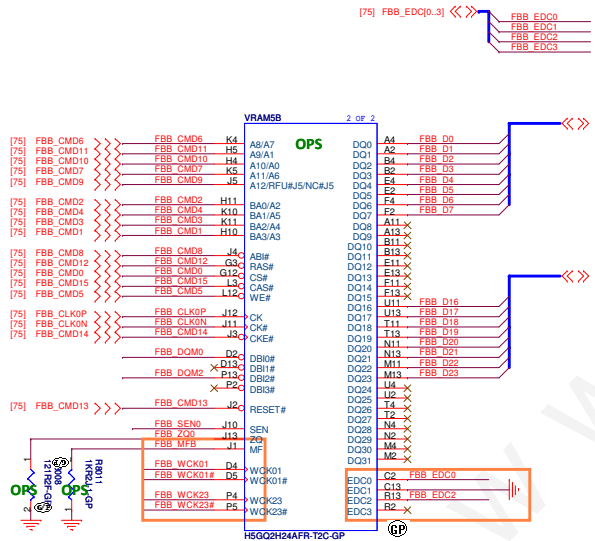 [75] FBB_EDC[0..3]
FBB_EDC0
FBB_EDC1
FBB_EDC2
FBB_EDC3
VRAM5B 2 OF 2
OPS
[75] FBB_CMD6 FBB_CMD6 K4 A8/A7
[75] FBB_CMD11 FBB_CMD11 H5 A9/A1
[75] FBB_CMD10 FBB_CMD10 H4 A10/A0
[75] FBB_CMD7 FBB_CMD7 K5 A11/A6
[75] FBB_CMD9 FBB_CMD9 J5 A12/RFU#J5/NC#J5
[75] FBB_CMD2 FBB_CMD2 H11 BA0/A2
[75] FBB_CMD4 FBB_CMD4 K10 BA1/A5
[75] FBB_CMD3 FBB_CMD3 K11 BA2/A4
[75] FBB_CMD1 FBB_CMD1 H10 BA3/A3
[75] FBB_CMD8 FBB_CMD8 J4 ABI#
[75] FBB_CMD12 FBB_CMD12 G3 RAS#
[75] FBB_CMD0 FBB_CMD0 G12 CS#
[75] FBB_CMD15 FBB_CMD15 L3 CAS#
[75] FBB_CMD5 FBB_CMD5 L12 WE#
[75] FBB_CLK0P FBB_CLK0P J12 CK
[75] FBB_CLK0N FBB_CLK0N J11 CK#
[75] FBB_CMD14 FBB_CMD14 J3 CKE#
FBB_DQM0 D2 DBI0#
D13 DBI1#
FBB_DQM2 P13 DBI2#
P2 DBI3#
[75] FBB_CMD13 FBB_CMD13 J2 RESET#
FBB_SEN0 J10 SEN
FBB_ZQ0 J13 ZQ
FBB_MFB J1 MF
FBB_WCK01 D4 WCK01
FBB_WCK01# D5 WCK01#
FBB_WCK23 P4 WCK23
FBB_WCK23# P5 WCK23#
DQ0 A4 FBB_D0
DQ1 A2 FBB_D1
DQ2 B4 FBB_D2
DQ3 B2 FBB_D3
DQ4 E4 FBB_D4
DQ5 E2 FBB_D5
DQ6 F4 FBB_D6
DQ7 F2 FBB_D7
DQ8 A11
DQ9 A13
DQ10 B11
DQ11 B13
DQ12 E11
DQ13 E13
DQ14 F11
DQ15 F13
DQ16 U11 FBB_D16
DQ17 U13 FBB_D17
DQ18 T11 FBB_D18
DQ19 T13 FBB_D19
DQ20 N11 FBB_D20
DQ21 N13 FBB_D21
DQ22 M11 FBB_D22
DQ23 M13 FBB_D23
DQ24 U4
DQ25 U2
DQ26 T4
DQ27 T2
DQ28 N4
DQ29 N2
DQ30 M4
DQ31 M2
EDC0 C2 FBB_EDC0
EDC1 C13
EDC2 R13 FBB_EDC2
EDC3 R2
H5GQ2H24AFR-T2C-GP
GP
1
2
OPS
1
2
OPS
R8011